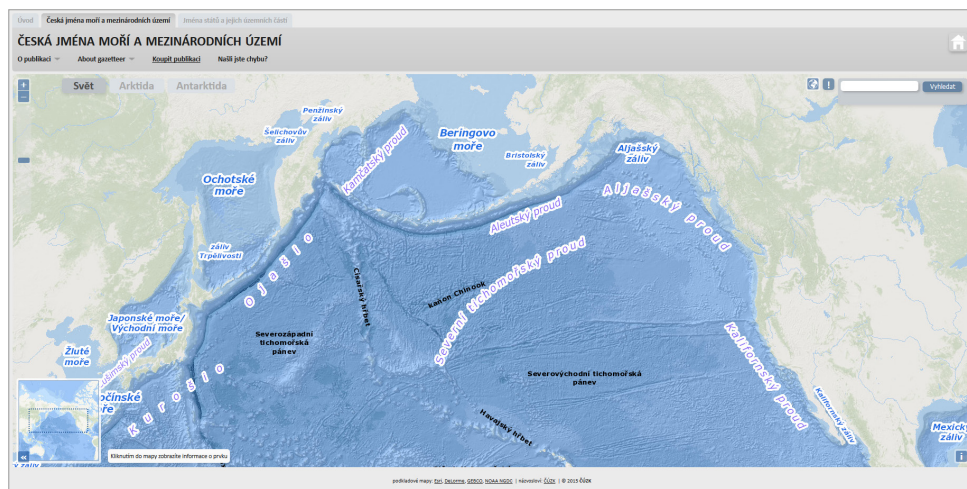 Úvod
Česká jména moří a mezinárodních území
Jména států a jejich územních částí
ČESKÁ JMÉNA MOŘÍ A MEZINÁRODNÍCH ÚZEMÍ
O publikaci
About gazetteer
Koupit publikaci
Našli jste chybu?
Svět
Arktida
Antarktida
Vyhledat
Penžinský
záliv
Šelichovův
záliv
Beringovo
moře
Bristolský
záliv
Aljašský
záliv
Kamčatský proud
Ochotské
moře
Aljašský proud
Aleutský proud
záliv
Trpělivosti
Ojašio
Severní tichomořský proud
Císařský hřbet
kaňon Chinook
Japonské moře/
Východní moře
Severozápadní
tichomořská
pánev
Kalifornský proud
Žluté
moře
Kurošio
Severovýchodní tichomořská
pánev
Kalifornský záliv
Havajský hřbet
Mexický
Kliknutím do mapy zobrazíte informace o prvku
podkladové mapy: Esri, DeLorme, GEBCO, NOAA NGDC | názvosloví: ČÚZK | © 2015 ČÚZK